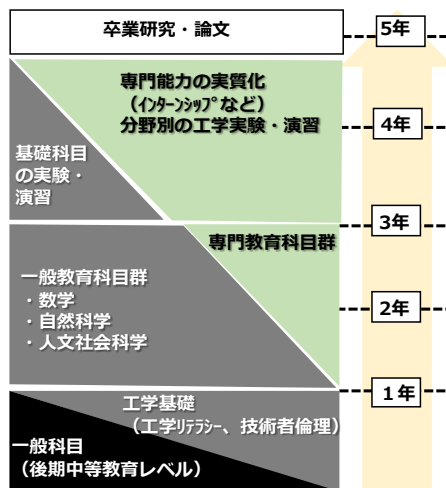 卒業研究・論文
5年
専門能力の実質化
（ｲﾝﾀｰﾝｼｯﾌﾟなど）
分野別の工学実験・演習
4年
基礎科目
の実験・
演習
3年
専門教育科目群
一般教育科目群
・数学
・自然科学
・人文社会科学
2年
1年
工学基礎
（工学ﾘﾃﾗｼｰ、技術者倫理）
一般科目
（後期中等教育レベル）